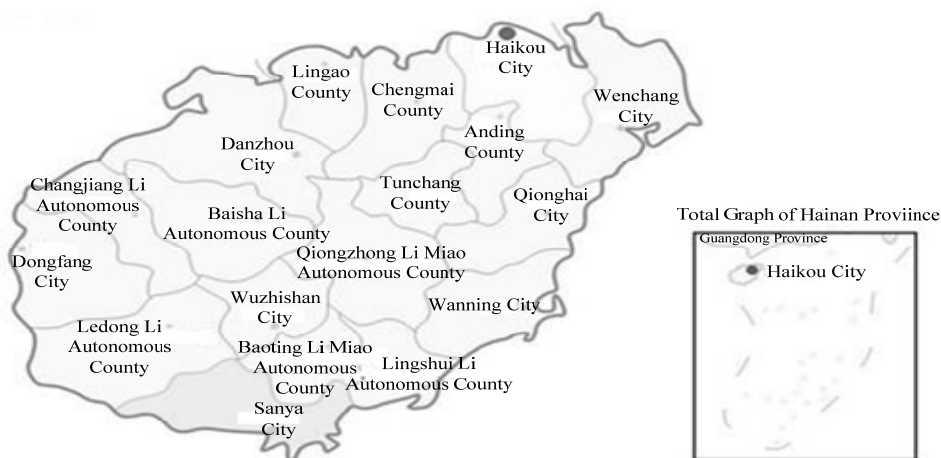 Haikou
City
Lingao
County
Chengmai
County
Wenchang
City
Anding
County
Danzhou
City
Changjiang Li
Autonomous
County
Tunchang
County
Qionghai
City
Baisha Li
Autonomous County
Qiongzhong Li Miao
Autonomous County
Dongfang
City
Wuzhishan
City
Wanning City
Ledong Li
Autonomous
County
Baoting Li Miao
Autonomous
County
Lingshui Li
Autonomous County
Sanya
City
Total Graph of Hainan Proviince
Guangdong Province
Haikou City